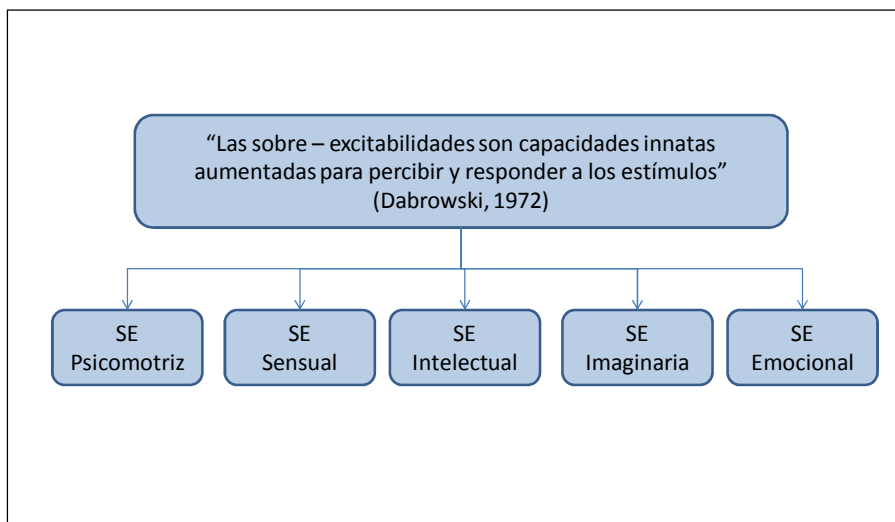 “Las sobre – excitabilidades son capacidades innatas
aumentadas para percibir y responder a los estímulos”
(Dabrowski, 1972)
SE
Psicomotriz
SE
Sensual
SE
Intelectual
SE
Imaginaria
SE
Emocional